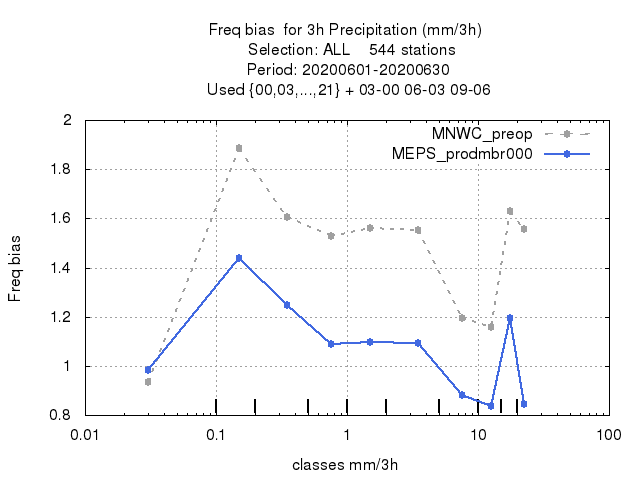 Freq bias  for 3h Precipitation (mm/3h)
Selection: ALL    544 stations
Period: 20200601-20200630
Used {00,03,...,21} + 03-00 06-03 09-06
MNWC_preop
MEPS_prodmbr000
2
1.8
1.6
1.4
1.2
1
0.8
Freq bias
0.01 0.1 1 10 100
classes mm/3h